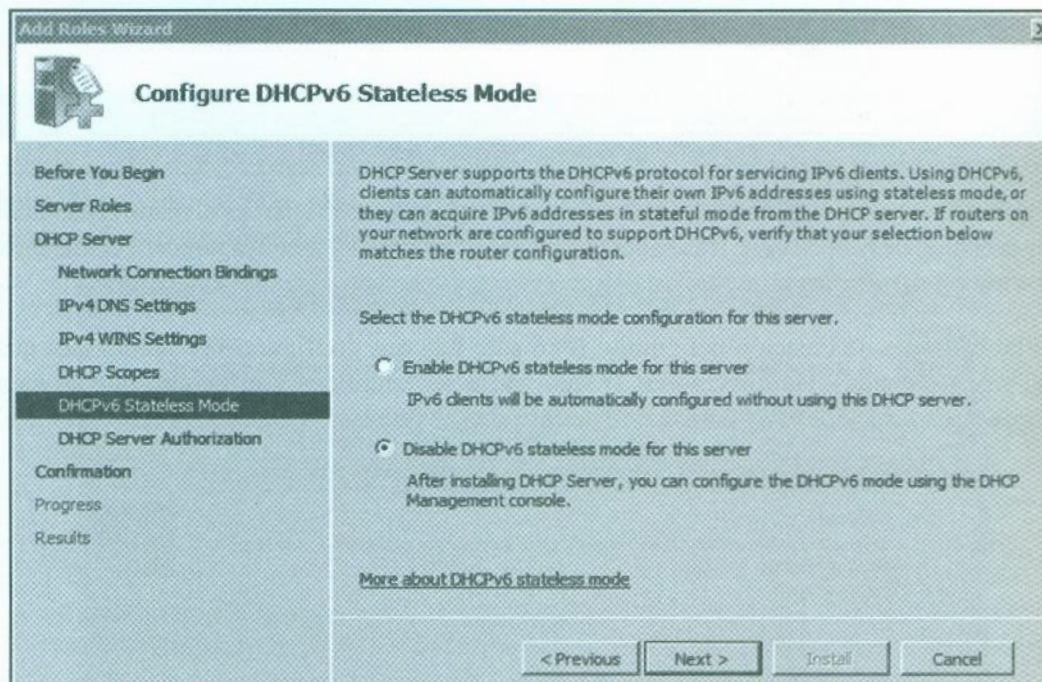 Add Roles Wizard
Configure DHCPv6 Stateless Mode
Before You Begin
Server Roles
DHCP Server
Network Connection Bindings
IPv4 DNS Settings
IPv4 WINS Settings
DHCP Scopes
DHCPv6 Stateless Mode
DHCP Server Authorization
Confirmation
Progress
Results
DHCP Server supports the DHCPv6 protocol for servicing IPv6 clients. Using DHCPv6,
clients can automatically configure their own IPv6 addresses using stateless mode, or
they can acquire IPv6 addresses in stateful mode from the DHCP server. If routers on
your network are configured to support DHCPv6, verify that your selection below
matches the router configuration.
Select the DHCPv6 stateless mode configuration for this server.
Enable DHCPv6 stateless mode for this server
IPv6 clients will be automatically configured without using this DHCP server.
Disable DHCPv6 stateless mode for this server
After installing DHCP Server, you can configure the DHCPv6 mode using the DHCP
Management console.
More about DHCPv6 stateless mode
< Previous
Next >
Install
Cancel